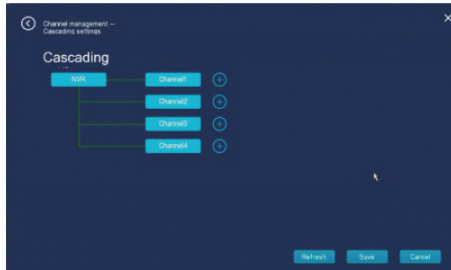 Channel management --
Cascading settings
Cascading
NVR
Channel1
Channel2
Channel3
Channel4
Refresh Save Cancel